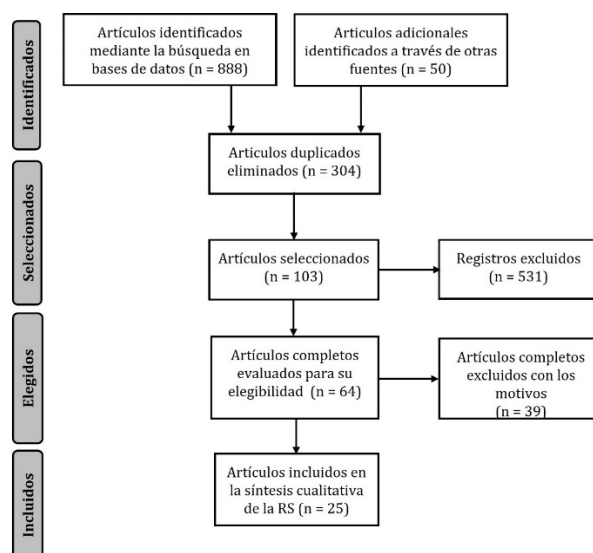 Identificados
Artículos identificados
mediante la búsqueda en
bases de datos (n = 888)
Articulos adicionales
identificados a través de otras
fuentes (n = 50)
Articulos duplicados
eliminados (n = 304)
Seleccionados
Artículos seleccionados
(n = 103)
Registros excluidos
(n = 531)
Elegidos
Artículos completos
evaluados para su
elegibilidad (n = 64)
Artículos completos
excluidos con los
motivos
(n = 39)
Incluidos
Artículos incluidos en
la síntesis cualitativa
de la RS (n = 25)